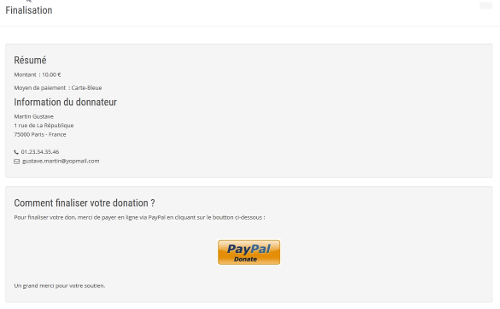 Finalisation
Résumé
Montant : 10.00 €
Moyen de paiement : Carte-Bleue
Information du donnateur
Martin Gustave
1 rue de La République
75000 Paris - France
01.23.34.35.46
gustave.martin@yopmail.com
Comment finaliser votre donation ?
Pour finaliser votre don, merci de payer en ligne via PayPal en cliquant sur le boutton ci-dessous :
PayPal
Donate
Un grand merci pour votre soutien.